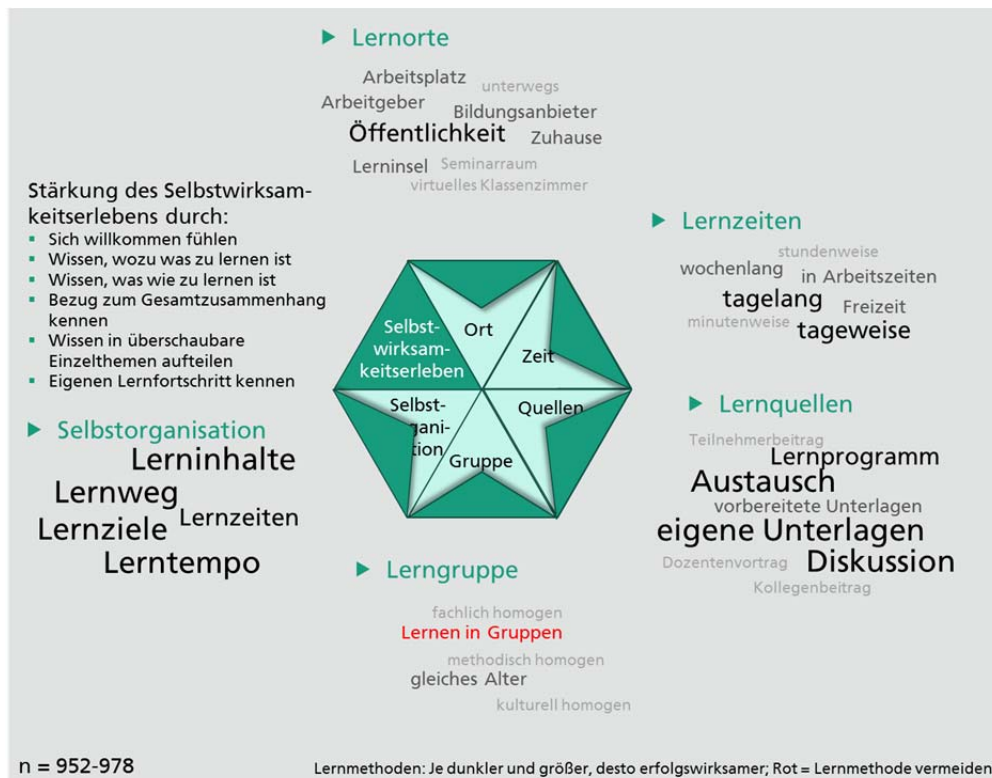 ▶ Lernorte
Arbeitsplatz
unterwegs
Arbeitgeber
Bildungsanbieter
Öffentlichkeit
Zuhause
Lerninsel
Seminarraum
virtuelles Klassenzimmer
Stärkung des Selbstwirksam-
keitserlebens durch:
▪ Sich willkommen fühlen
▪ Wissen, wozu was zu lernen ist
▪ Wissen, was wie zu lernen ist
▪ Bezug zum Gesamtzusammenhang
kennen
▪ Wissen in überschaubare
Einzelthemen aufteilen
▪ Eigenen Lernfortschritt kennen
▶ Lernzeiten
stundenweise
wochenlang
in Arbeitszeiten
tagelang
Freizeit
minutenweise
tageweise
Selbst-
wirksam-
keitserleben
Ort
Zeit
Quellen
Gruppe
Selbst-
gani-
tion
▶ Selbstorganisation
Lerninhalte
Lernweg
Lernziele
Lernzeiten
Lerntempo
▶ Lernquellen
Teilnehmerbeitrag
Lernprogramm
Austausch
vorbereitete Unterlagen
eigene Unterlagen
Dozentenvortrag
Diskussion
Kollegenbeitrag
▶ Lerngruppe
fachlich homogen
Lernen in Gruppen
methodisch homogen
gleiches Alter
kulturell homogen
n = 952-978
Lernmethoden: Je dunkler und größer, desto erfolgswirksamer; Rot = Lernmethode vermeiden